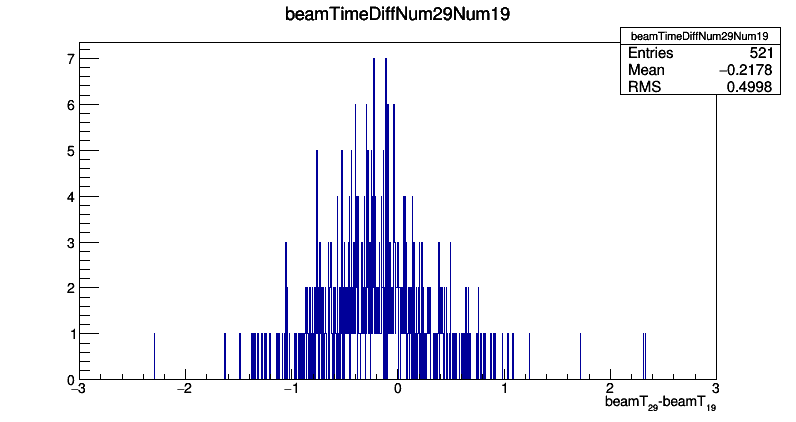 beamTimeDiffNum29Num19
beamTimeDiffNum29Num19
Entries 521
Mean −0.2178
RMS 0.4998
7
6
5
4
3
2
1
0
−3 −2 −1 0 1 2 3
beamT29-beamT19